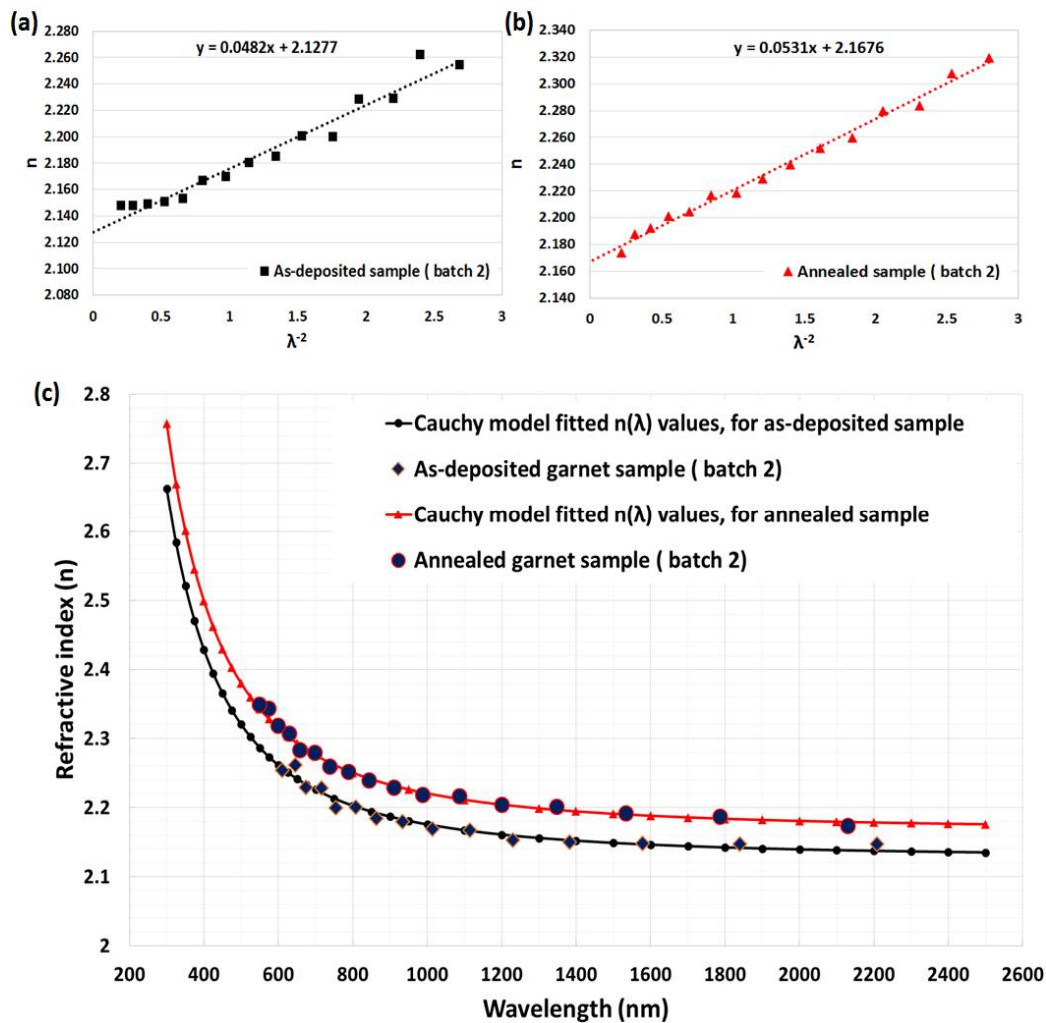 (a)
2.280
2.260
2.240
2.220
2.200
2.180
2.160
2.140
2.120
2.100
2.080
n
y = 0.0482x + 2.1277
As-deposited sample ( batch 2)
0 0.5 1 1.5 2 2.5 3
λ-2
(b)
2.340
2.320
2.300
2.280
2.260
2.240
2.220
2.200
2.180
2.160
2.140
n
y = 0.0531x + 2.1676
Annealed sample ( batch 2)
0 0.5 1 1.5 2 2.5 3
λ-2
(c)
2.8
2.7
2.6
2.5
2.4
2.3
2.2
2.1
2
Refractive index (n)
Cauchy model fitted n(λ) values, for as-deposited sample
As-deposited garnet sample ( batch 2)
Cauchy model fitted n(λ) values, for annealed sample
Annealed garnet sample ( batch 2)
200 400 600 800 1000 1200 1400 1600 1800 2000 2200 2400 2600
Wavelength (nm)